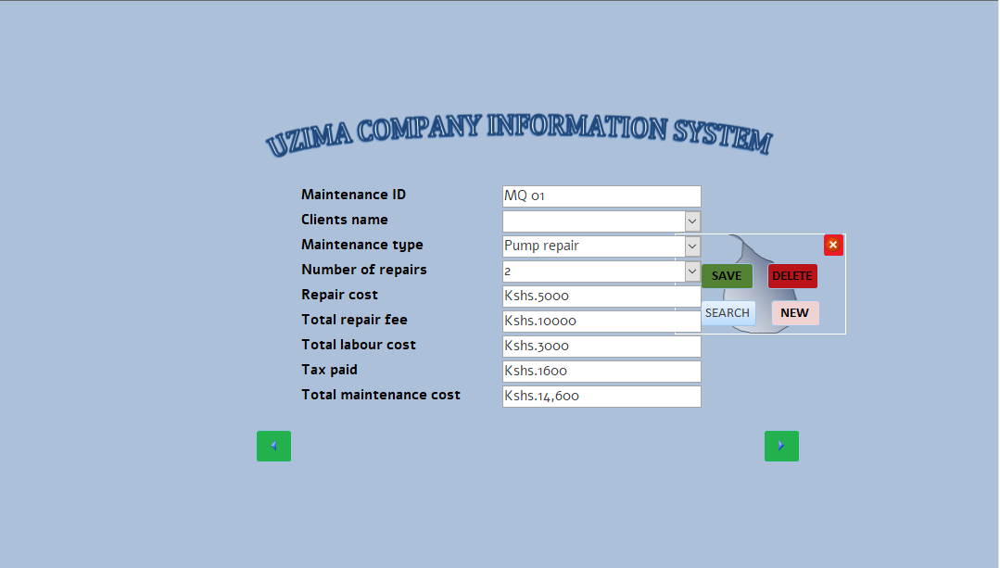 UZIMA COMPANY INFORMATION SYSTEM
Maintenance ID MQ 01
Clients name
Maintenance type Pump repair
Number of repairs 2
Repair cost Kshs.5000
Total repair fee Kshs.10000
Total labour cost Kshs.3000
Tax paid Kshs.1600
Total maintenance cost Kshs.14,600
SAVE DELETE
SEARCH NEW